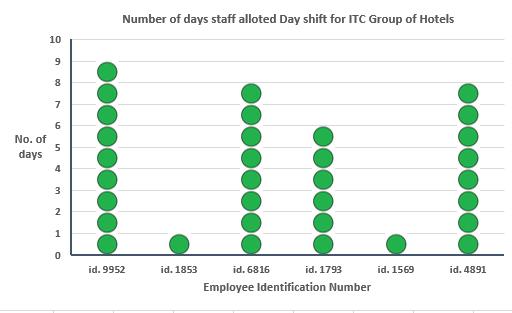 Number of days staff alloted Day shift for ITC Group of Hotels
10
9
8
7
6
5
4
3
2
1
0
No. of
days
id. 9952 id. 1853 id. 6816 id. 1793 id. 1569 id. 4891
Employee Identification Number